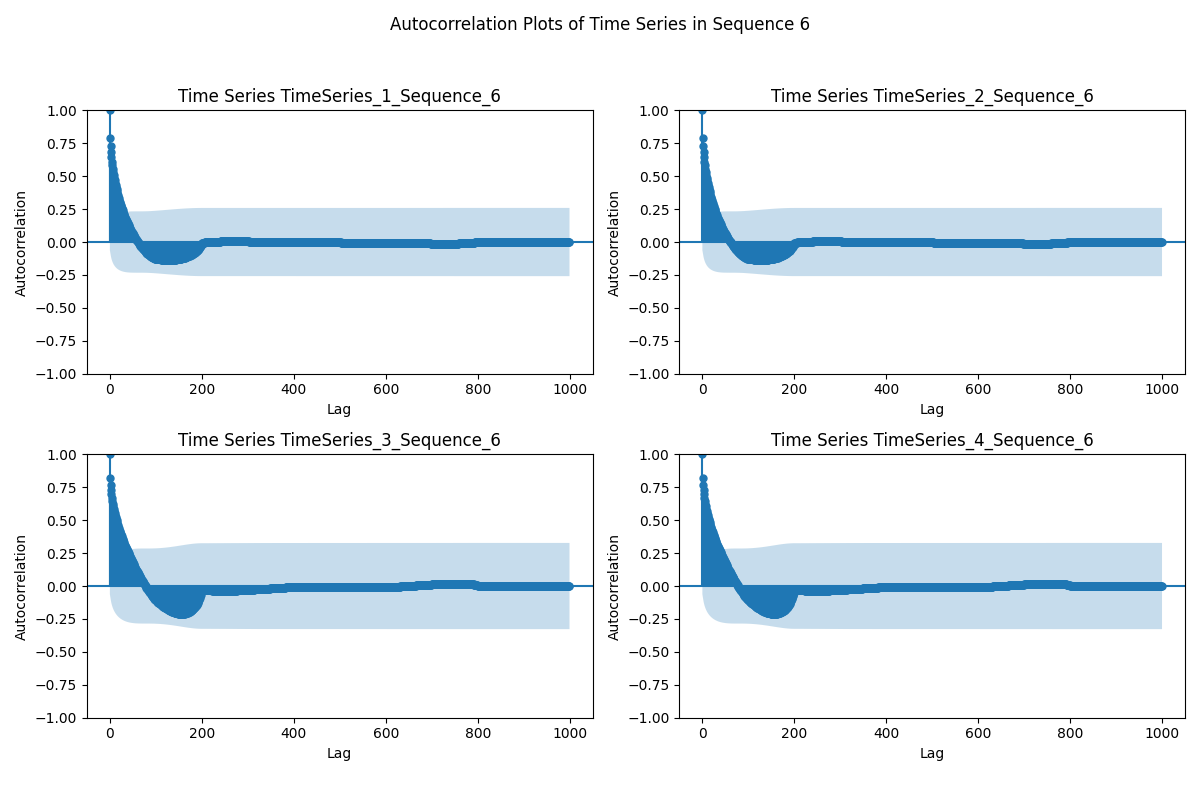 Autocorrelation Plots of Time Series in Sequence 6
Time Series TimeSeries_1_Sequence_6
1.00
0.75
0.50
0.25
0.00
−0.25
−0.50
−0.75
−1.00
Autocorrelation
0 200 400 600 800 1000
Lag
Time Series TimeSeries_2_Sequence_6
1.00
0.75
0.50
0.25
0.00
−0.25
−0.50
−0.75
−1.00
Autocorrelation
0 200 400 600 800 1000
Lag
Time Series TimeSeries_3_Sequence_6
1.00
0.75
0.50
0.25
0.00
−0.25
−0.50
−0.75
−1.00
Autocorrelation
0 200 400 600 800 1000
Lag
Time Series TimeSeries_4_Sequence_6
1.00
0.75
0.50
0.25
0.00
−0.25
−0.50
−0.75
−1.00
Autocorrelation
0 200 400 600 800 1000
Lag